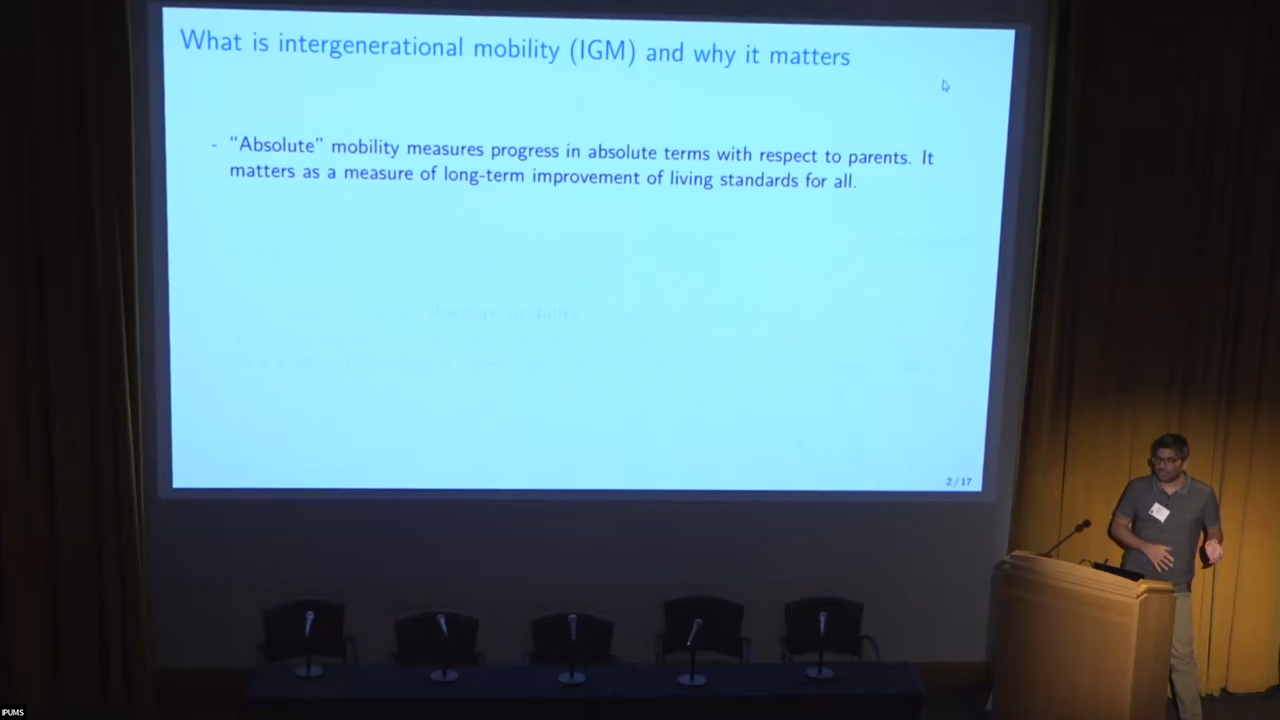 What is intergenerational mobility (IGM) and why it matters
- “Absolute” mobility measures progress in absolute terms with respect to parents. It
matters as a measure of long-term improvement of living standards for all.
2/17
IPUMS